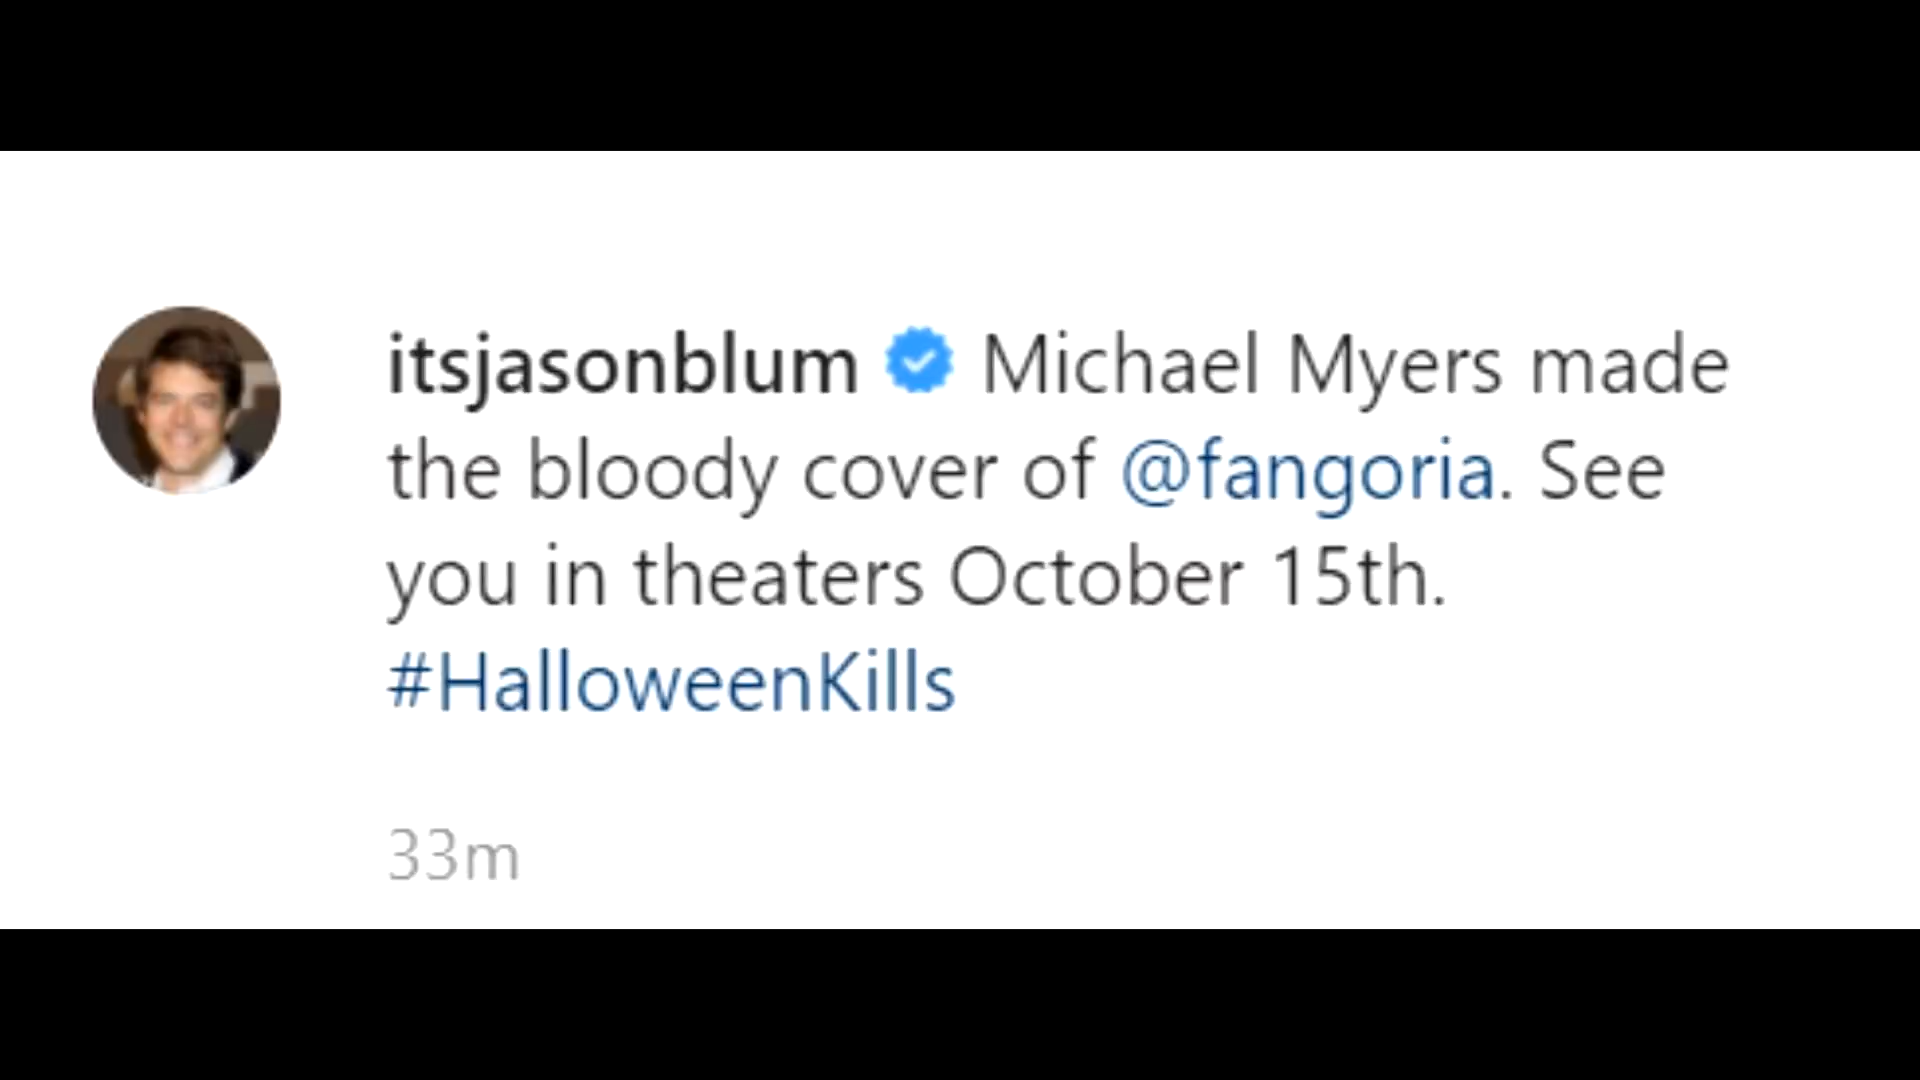 itsjasonblum Michael Myers made
the bloody cover of @fangoria. See
you in theaters October 15th.
#HalloweenKills
33m